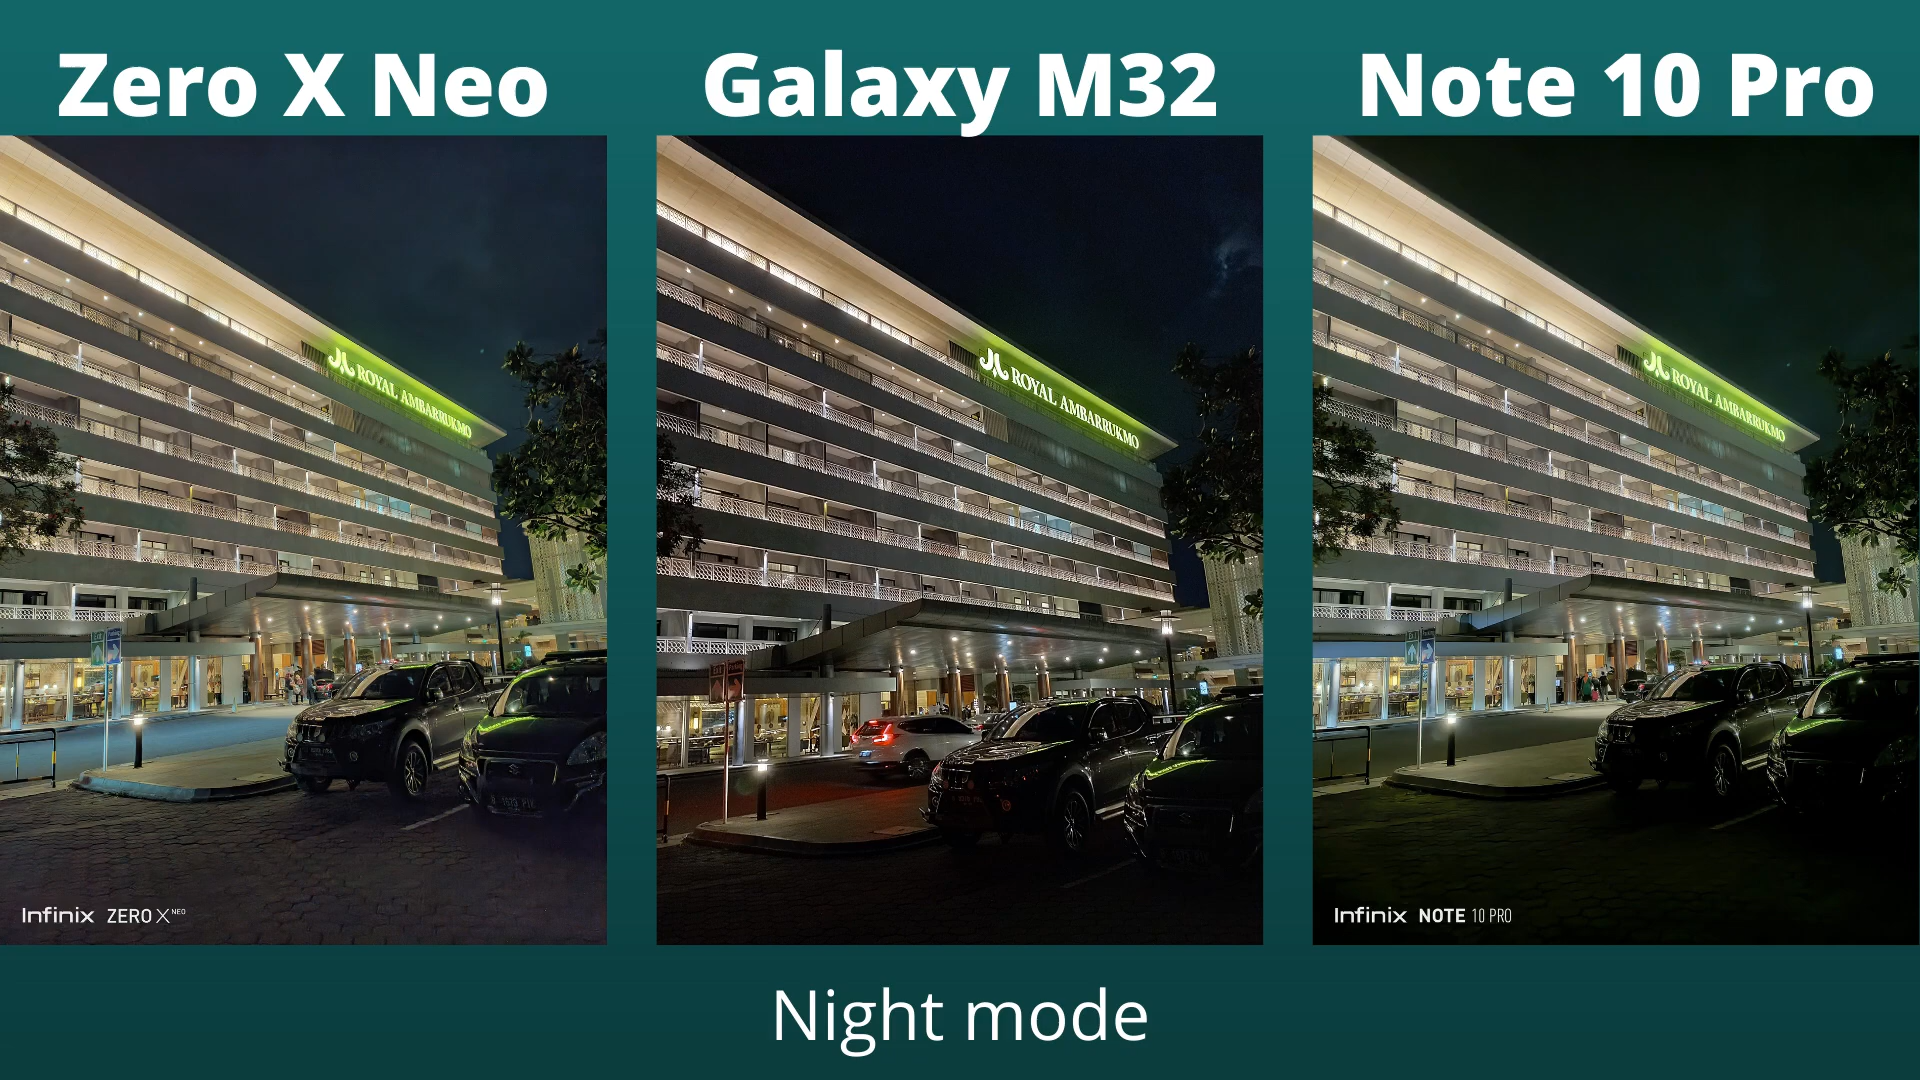 Zero X Neo
Galaxy M32
Note 10 Pro
ROYAL AMBARRUKMO
ROYAL AMBARRUKMO
ROYAL AMBARRUKMO
Infinix ZERO X NEO
Infinix NOTE 10 PRO
Night mode